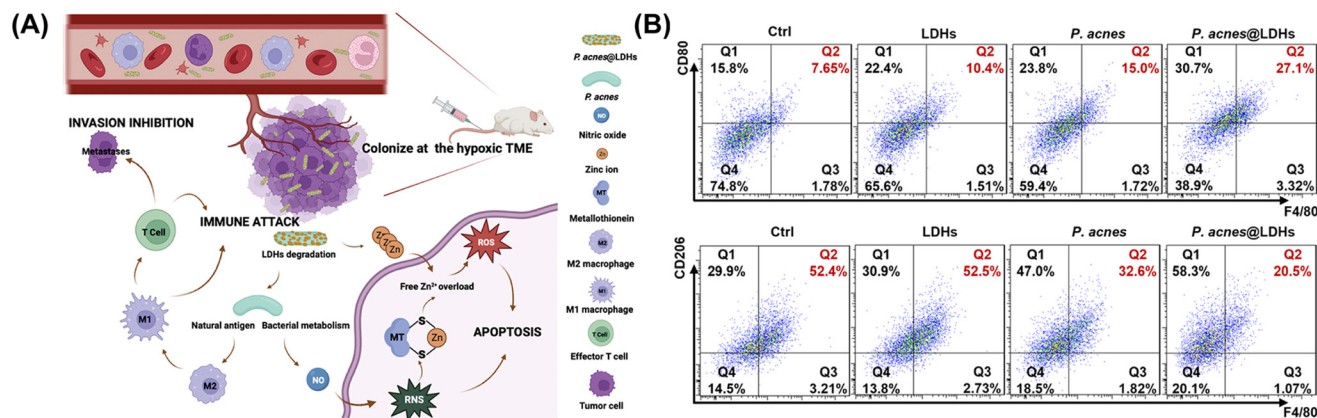 (A)
INVASION INHIBITION
Metastases
Colonize at the hypoxic TME
T Cell
IMMUNE ATTACK
LDHs degradation
Zn
Zn
Zn
ROS
Free Zn²⁺ overload
M1
Natural antigen
Bacterial metabolism
S
MT
Zn
S
APOPTOSIS
M2
NO
RNS
P. acnes@LDHs
P. acnes
NO
Nitric oxide
Zn
Zinc ion
MT
Metallothionein
M2
M2 macrophage
M1
M1 macrophage
T Cell
Effector T cell
Tumor cell
(B)
Ctrl LDHs P. acnes P. acnes@LDHs
CD80
Q1 Q2 Q1 Q2 Q1 Q2 Q1 Q2
15.8% 7.65% 22.4% 10.4% 23.8% 15.0% 30.7% 27.1%
Q4 Q3 Q4 Q3 Q4 Q3 Q4 Q3
74.8% 1.78% 65.6% 1.51% 59.4% 1.72% 38.9% 3.32%
F4/80
Ctrl LDHs P. acnes P. acnes@LDHs
CD206
Q1 Q2 Q1 Q2 Q1 Q2 Q1 Q2
29.9% 52.4% 30.9% 52.5% 47.0% 32.6% 58.3% 20.5%
Q4 Q3 Q4 Q3 Q4 Q3 Q4 Q3
14.5% 3.21% 13.8% 2.73% 18.5% 1.82% 20.1% 1.07%
F4/80